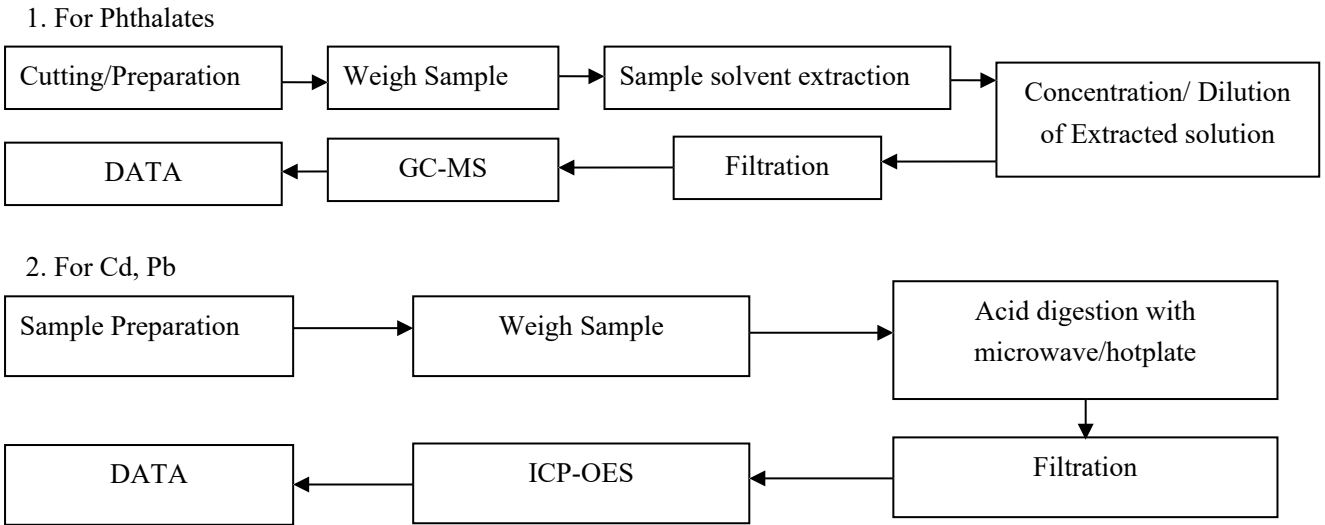 1. For Phthalates
Cutting/Preparation
Weigh Sample
Sample solvent extraction
Concentration/ Dilution
of Extracted solution
Filtration
GC-MS
DATA
2. For Cd, Pb
Sample Preparation
Weigh Sample
Acid digestion with
microwave/hotplate
Filtration
ICP-OES
DATA